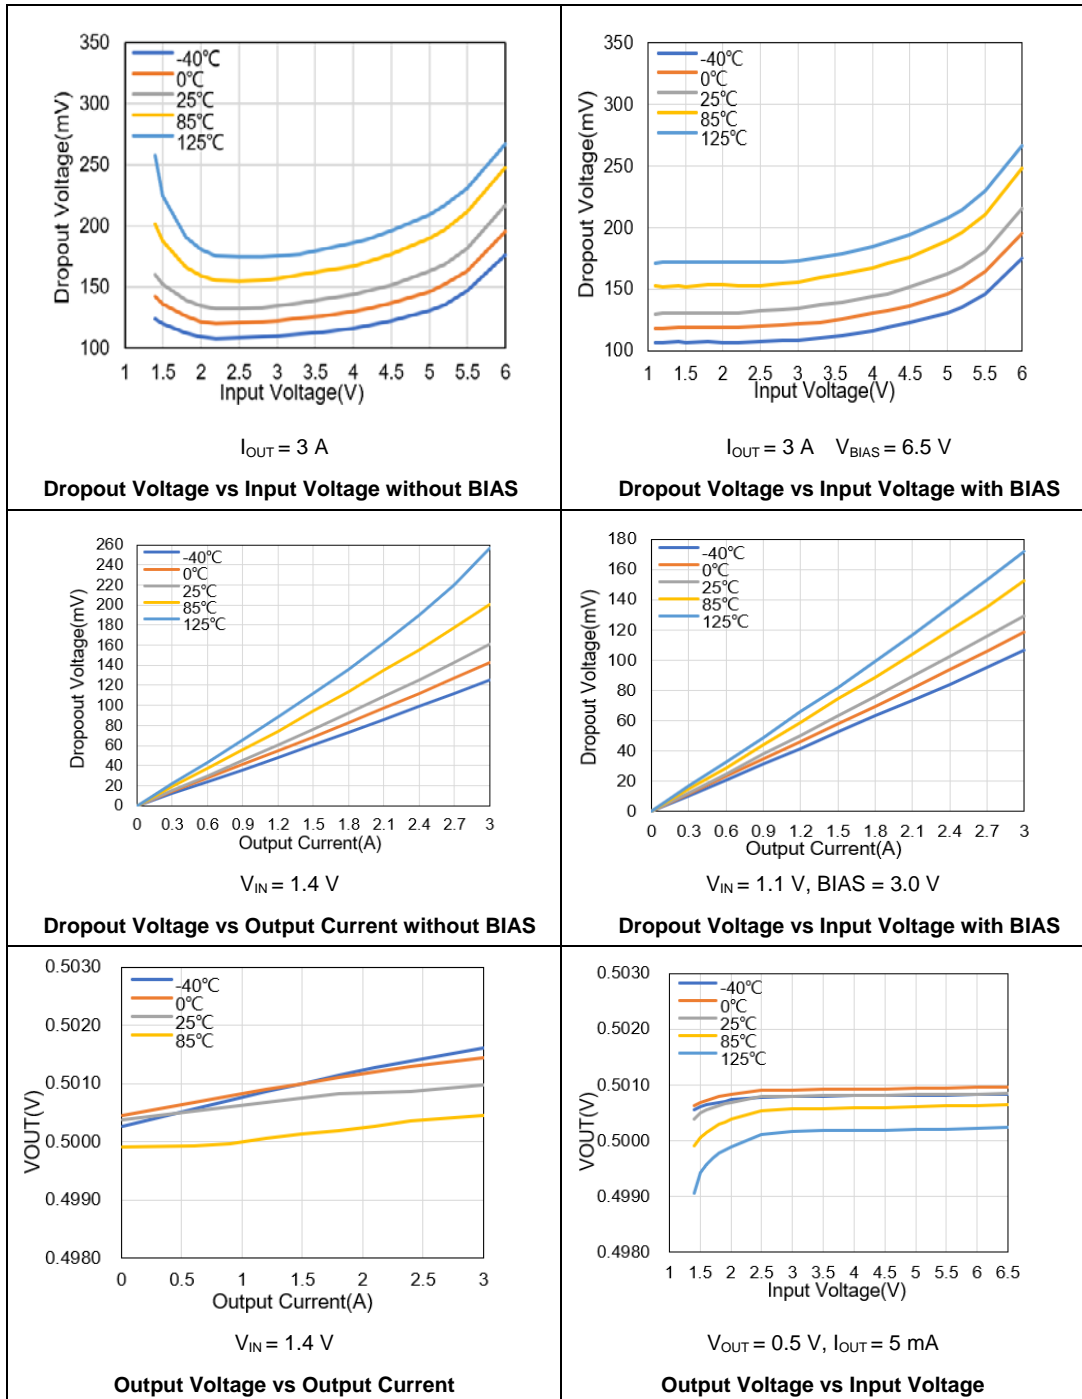 350
300
250
200
150
100
Dropout Voltage(mV)
-40℃
0℃
25℃
85℃
125℃
1 1.5 2 2.5 3 3.5 4 4.5 5 5.5 6
Input Voltage(V)
I_OUT = 3 A
Dropout Voltage vs Input Voltage without BIAS
350
300
250
200
150
100
Dropout Voltage(mV)
-40℃
0℃
25℃
85℃
125℃
1 1.5 2 2.5 3 3.5 4 4.5 5 5.5 6
Input Voltage(V)
I_OUT = 3 A V_BIAS = 6.5 V
Dropout Voltage vs Input Voltage with BIAS
260
240
220
200
180
160
140
120
100
80
60
40
20
0
Dropoout Voltage(mV)
-40℃
0℃
25℃
85℃
125℃
0 0.3 0.6 0.9 1.2 1.5 1.8 2.1 2.4 2.7 3
Output Current(A)
V_IN = 1.4 V
Dropout Voltage vs Output Current without BIAS
180
160
140
120
100
80
60
40
20
0
Dropout Voltage(mV)
-40℃
0℃
25℃
85℃
125℃
0 0.3 0.6 0.9 1.2 1.5 1.8 2.1 2.4 2.7 3
Output Current(A)
V_IN = 1.1 V, BIAS = 3.0 V
Dropout Voltage vs Input Voltage with BIAS
0.5030
0.5020
0.5010
0.5000
0.4990
0.4980
VOUT(V)
-40℃
0℃
25℃
85℃
0 0.5 1 1.5 2 2.5 3
Output Current(A)
V_IN = 1.4 V
Output Voltage vs Output Current
0.5030
0.5020
0.5010
0.5000
0.4990
0.4980
VOUT(V)
-40℃
0℃
25℃
85℃
125℃
1 1.5 2 2.5 3 3.5 4 4.5 5 5.5 6 6.5
Input Voltage(V)
V_OUT = 0.5 V, I_OUT = 5 mA
Output Voltage vs Input Voltage